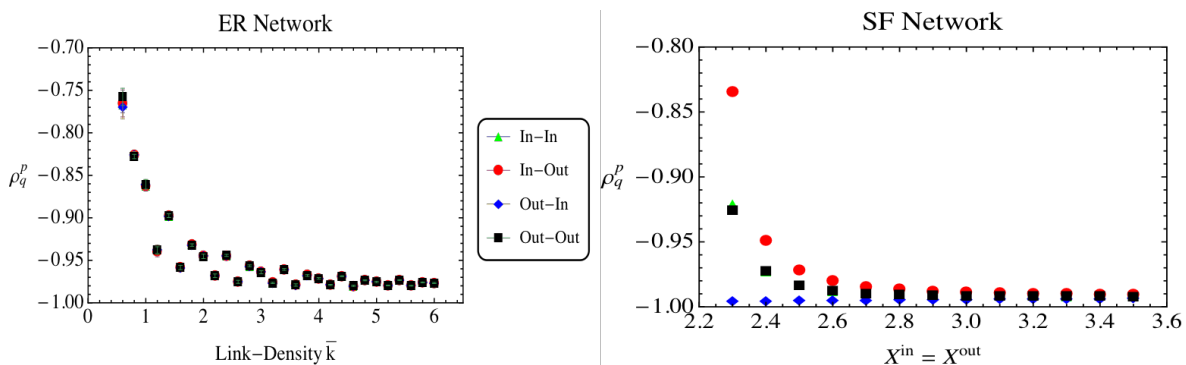 ER Network
−0.70
−0.75
−0.80
−0.85
−0.90
−0.95
−1.00
ρ_q^p
0 1 2 3 4 5 6
Link−Density k̄
In−In
In−Out
Out−In
Out−Out
SF Network
−0.80
−0.85
−0.90
−0.95
−1.00
ρ_q^p
2.2 2.4 2.6 2.8 3.0 3.2 3.4 3.6
X^in = X^out